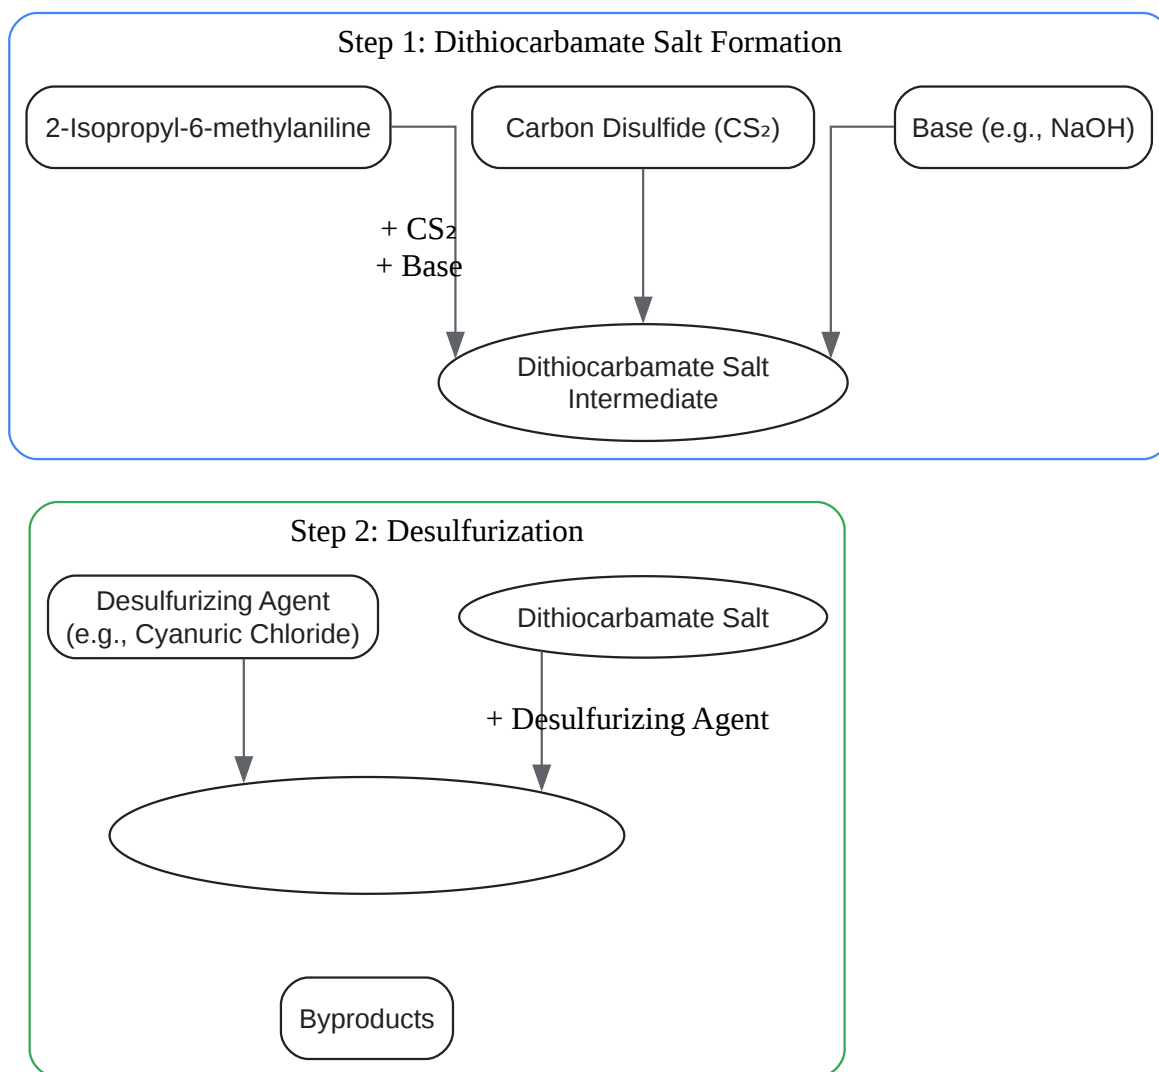 Step 1: Dithiocarbamate Salt Formation
2-Isopropyl-6-methylaniline
Carbon Disulfide (CS₂)
Base (e.g., NaOH)
+ CS₂
+ Base
Dithiocarbamate Salt
Intermediate
Step 2: Desulfurization
Desulfurizing Agent
(e.g., Cyanuric Chloride)
Dithiocarbamate Salt
+ Desulfurizing Agent
Byproducts